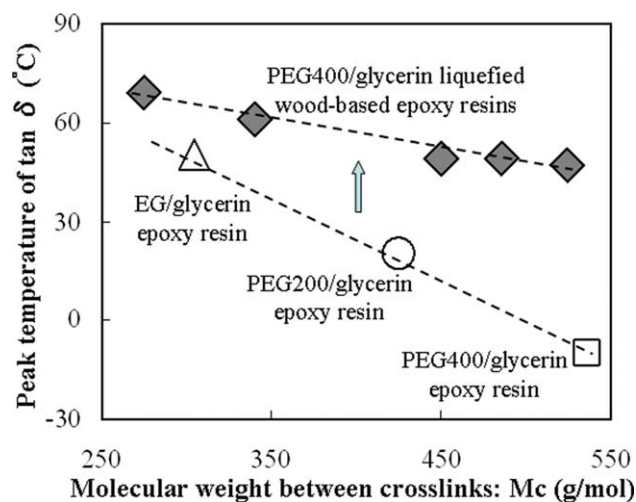 90
60
30
0
-30
Peak temperature of tan δ (°C)
PEG400/glycerin liquefied
wood-based epoxy resins
EG/glycerin
epoxy resin
PEG200/glycerin
epoxy resin
PEG400/glycerin
epoxy resin
250
350
450
550
Molecular weight between crosslinks: Mc (g/mol)